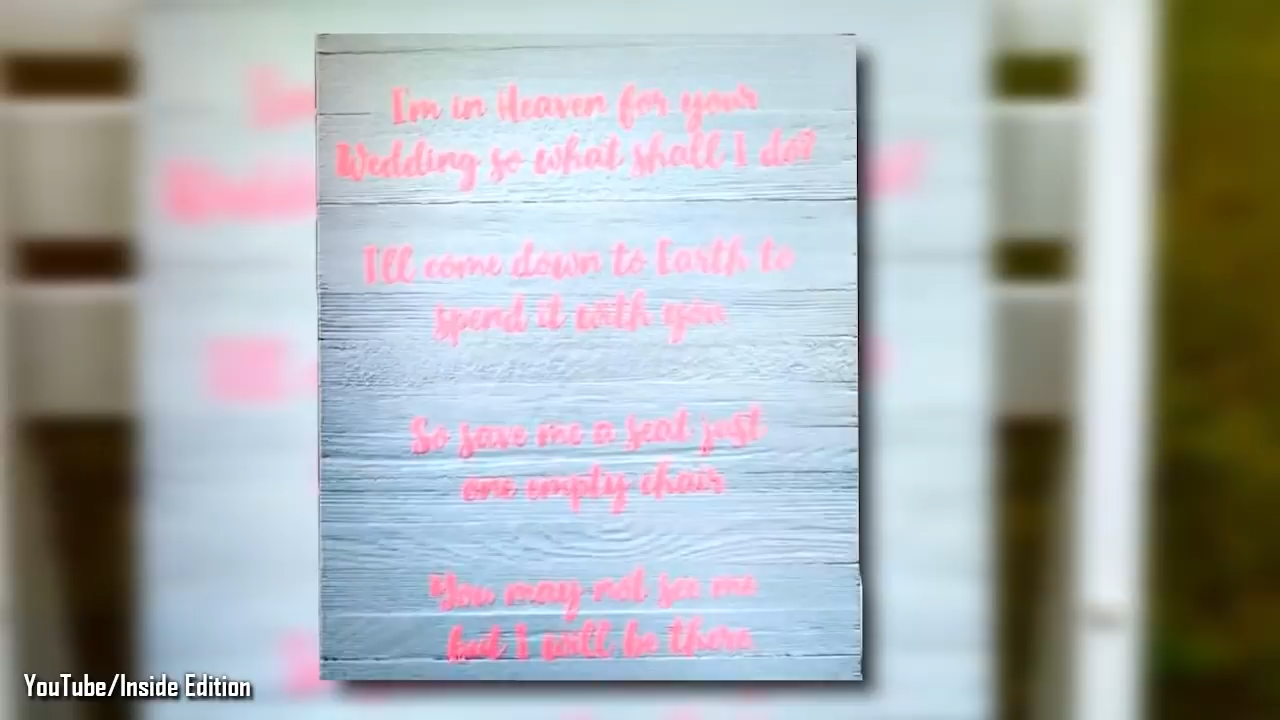 I'm in Heaven for your
Wedding so what shall I do?
I'll come down to Earth to
spend it with you
So save me a seat just
one empty chair
You may not see me
but I will be there
YouTube/Inside Edition